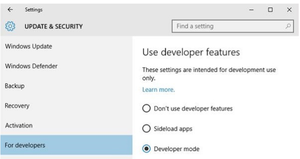 Settings
UPDATE & SECURITY
Find a setting
Windows Update
Windows Defender
Backup
Recovery
Activation
For developers
Use developer features
These settings are intended for development use
only.
Learn more.
Don't use developer features
Sideload apps
Developer mode